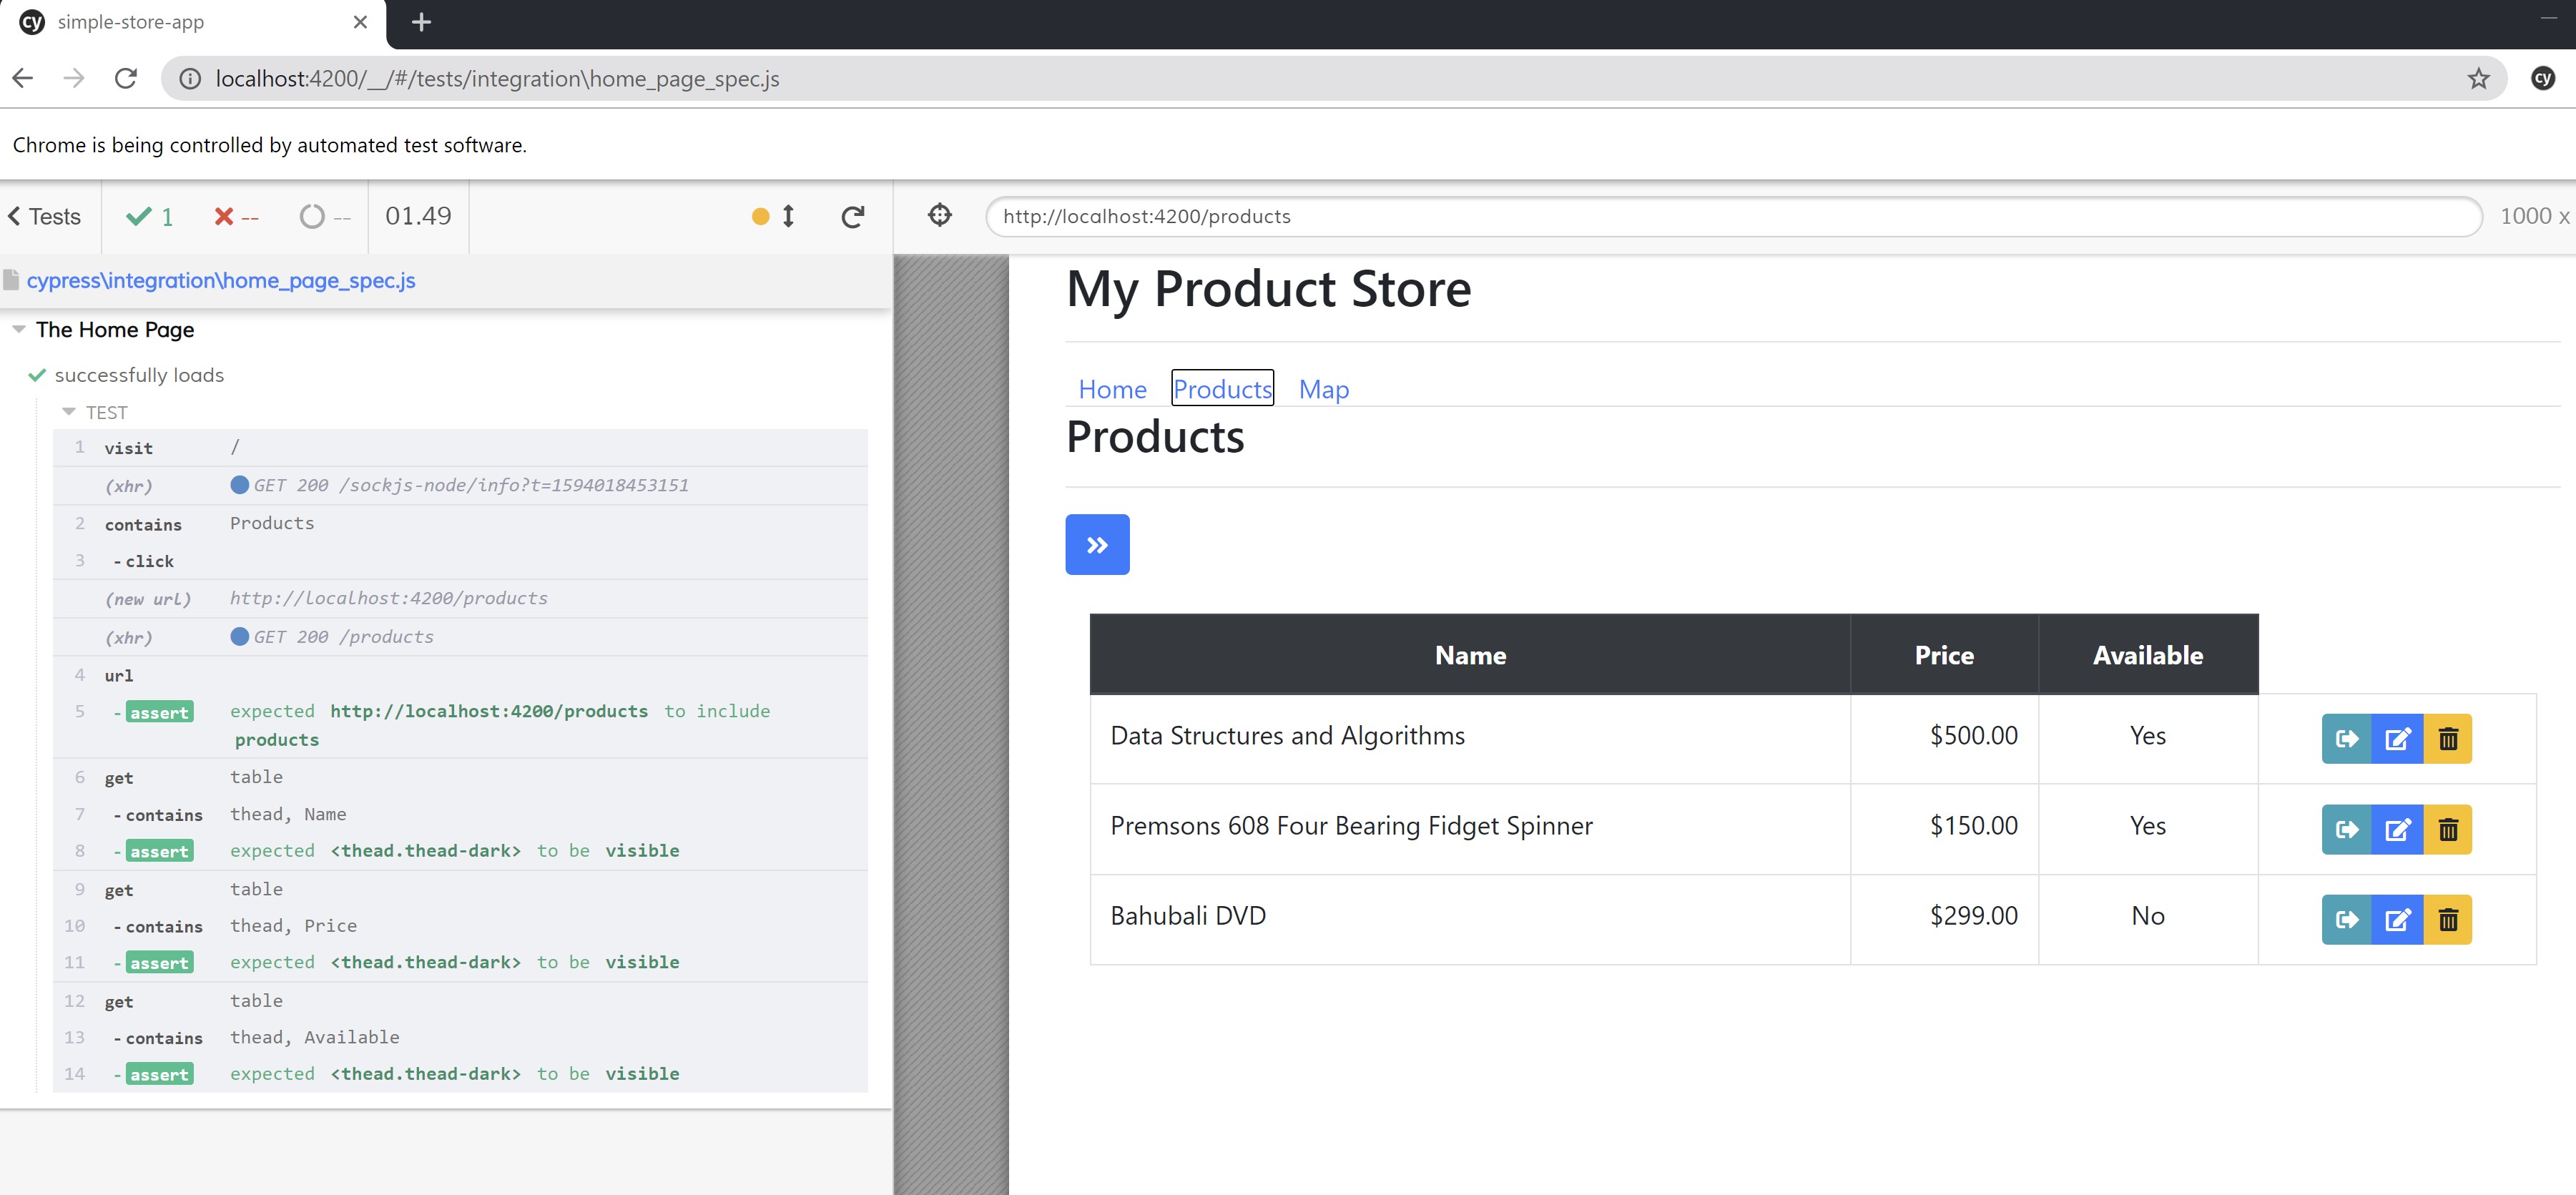 cy simple-store-app
localhost:4200/__/#/tests/integration\home_page_spec.js cy
Chrome is being controlled by automated test software.
Tests 1 -- -- 01.49
http://localhost:4200/products 1000 x
cypress\integration\home_page_spec.js
The Home Page
successfully loads
TEST
1 visit /
(xhr) GET 200 /sockjs-node/info?t=1594018453151
2 contains Products
3 -click
(new url) http://localhost:4200/products
(xhr) GET 200 /products
4 url
5 -assert expected http://localhost:4200/products to include
products
6 get table
7 -contains thead, Name
8 -assert expected <thead.thead-dark> to be visible
9 get table
10 -contains thead, Price
11 -assert expected <thead.thead-dark> to be visible
12 get table
13 -contains thead, Available
14 -assert expected <thead.thead-dark> to be visible
My Product Store
Home Products Map
Products
Name Price Available
Data Structures and Algorithms $500.00 Yes
Premsons 608 Four Bearing Fidget Spinner $150.00 Yes
Bahubali DVD $299.00 No